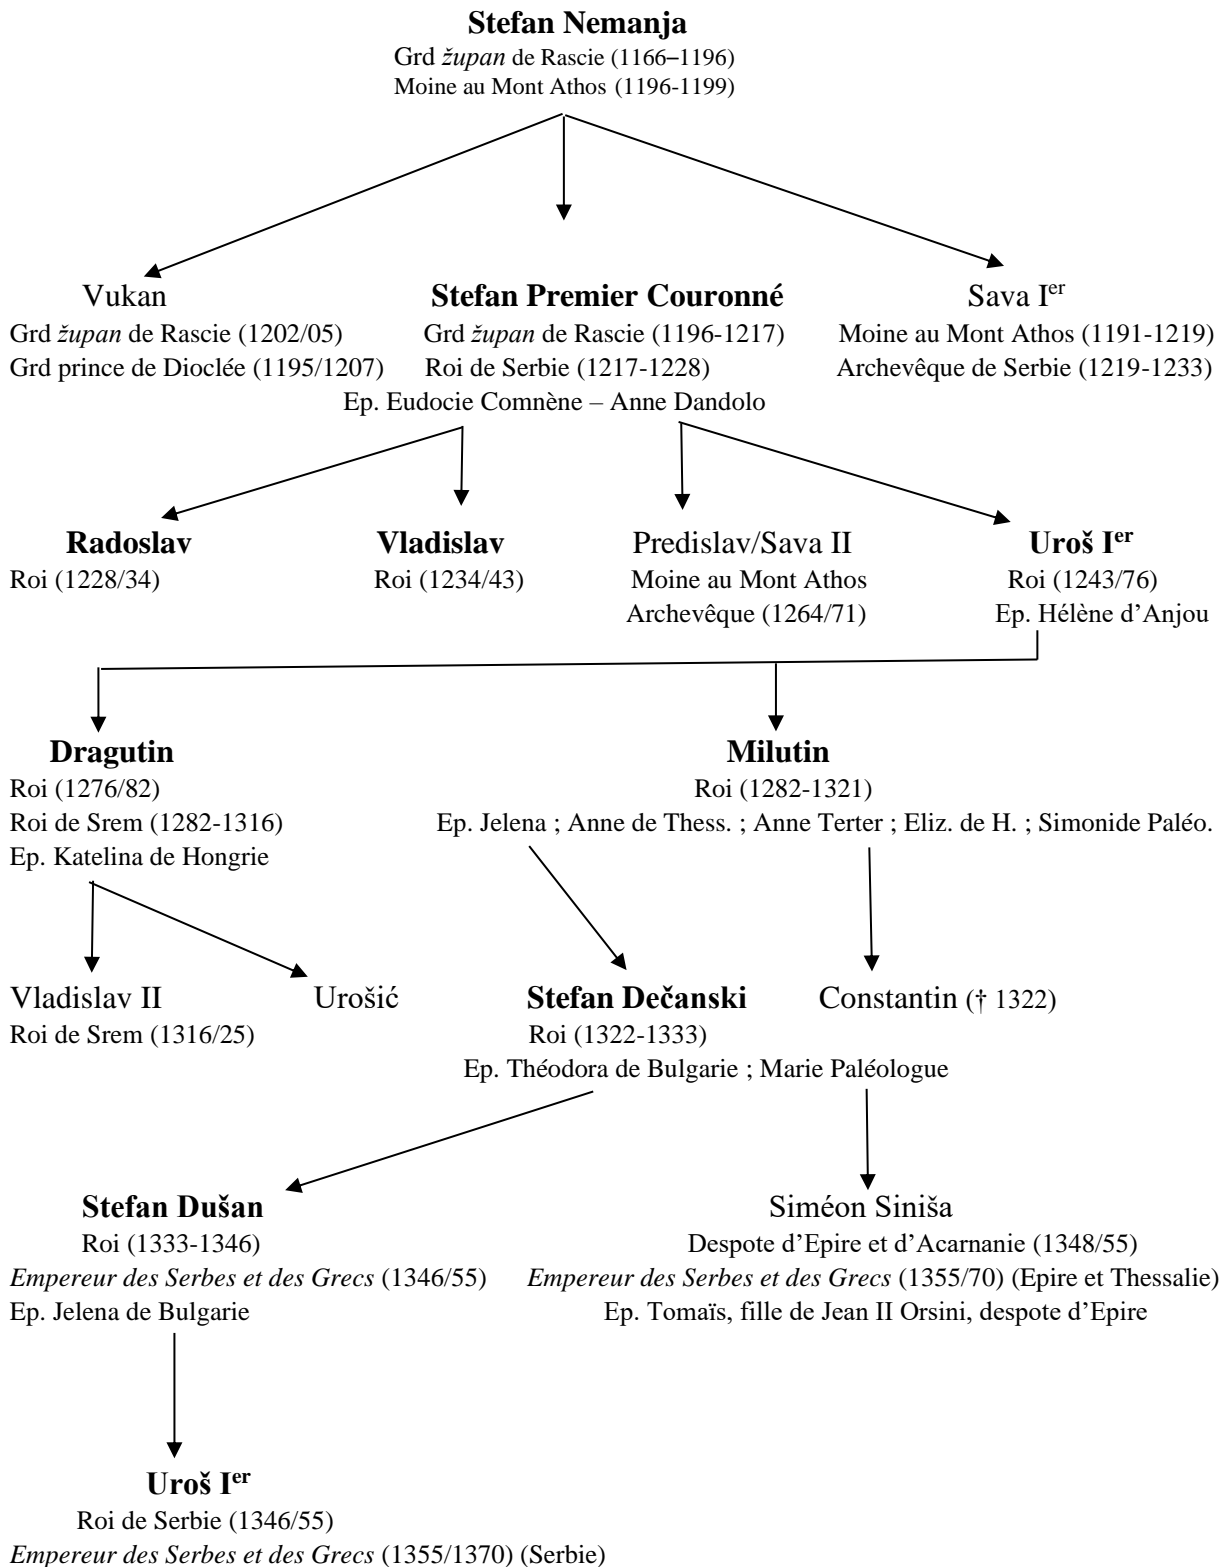 Stefan Nemanja
Grd župan de Rascie (1166–1196)
Moine au Mont Athos (1196-1199)
Vukan
Grd župan de Rascie (1202/05)
Grd prince de Dioclée (1195/1207)
Stefan Premier Couronné
Grd župan de Rascie (1196-1217)
Roi de Serbie (1217-1228)
Ep. Eudocie Comnène – Anne Dandolo
Sava Ier
Moine au Mont Athos (1191-1219)
Archevêque de Serbie (1219-1233)
Radoslav
Roi (1228/34)
Vladislav
Roi (1234/43)
Predislav/Sava II
Moine au Mont Athos
Archevêque (1264/71)
Uroš Ier
Roi (1243/76)
Ep. Hélène d’Anjou
Dragutin
Roi (1276/82)
Roi de Srem (1282-1316)
Ep. Katelina de Hongrie
Milutin
Roi (1282-1321)
Ep. Jelena ; Anne de Thess. ; Anne Terter ; Eliz. de H. ; Simonide Paléo.
Vladislav II
Roi de Srem (1316/25)
Urošić
Stefan Dečanski
Roi (1322-1333)
Ep. Théodora de Bulgarie ; Marie Paléologue
Constantin († 1322)
Stefan Dušan
Roi (1333-1346)
Empereur des Serbes et des Grecs (1346/55)
Ep. Jelena de Bulgarie
Siméon Siniša
Despote d’Epire et d’Acarnanie (1348/55)
Empereur des Serbes et des Grecs (1355/70) (Epire et Thessalie)
Ep. Tomaïs, fille de Jean II Orsini, despote d’Epire
Uroš Ier
Roi de Serbie (1346/55)
Empereur des Serbes et des Grecs (1355/1370) (Serbie)